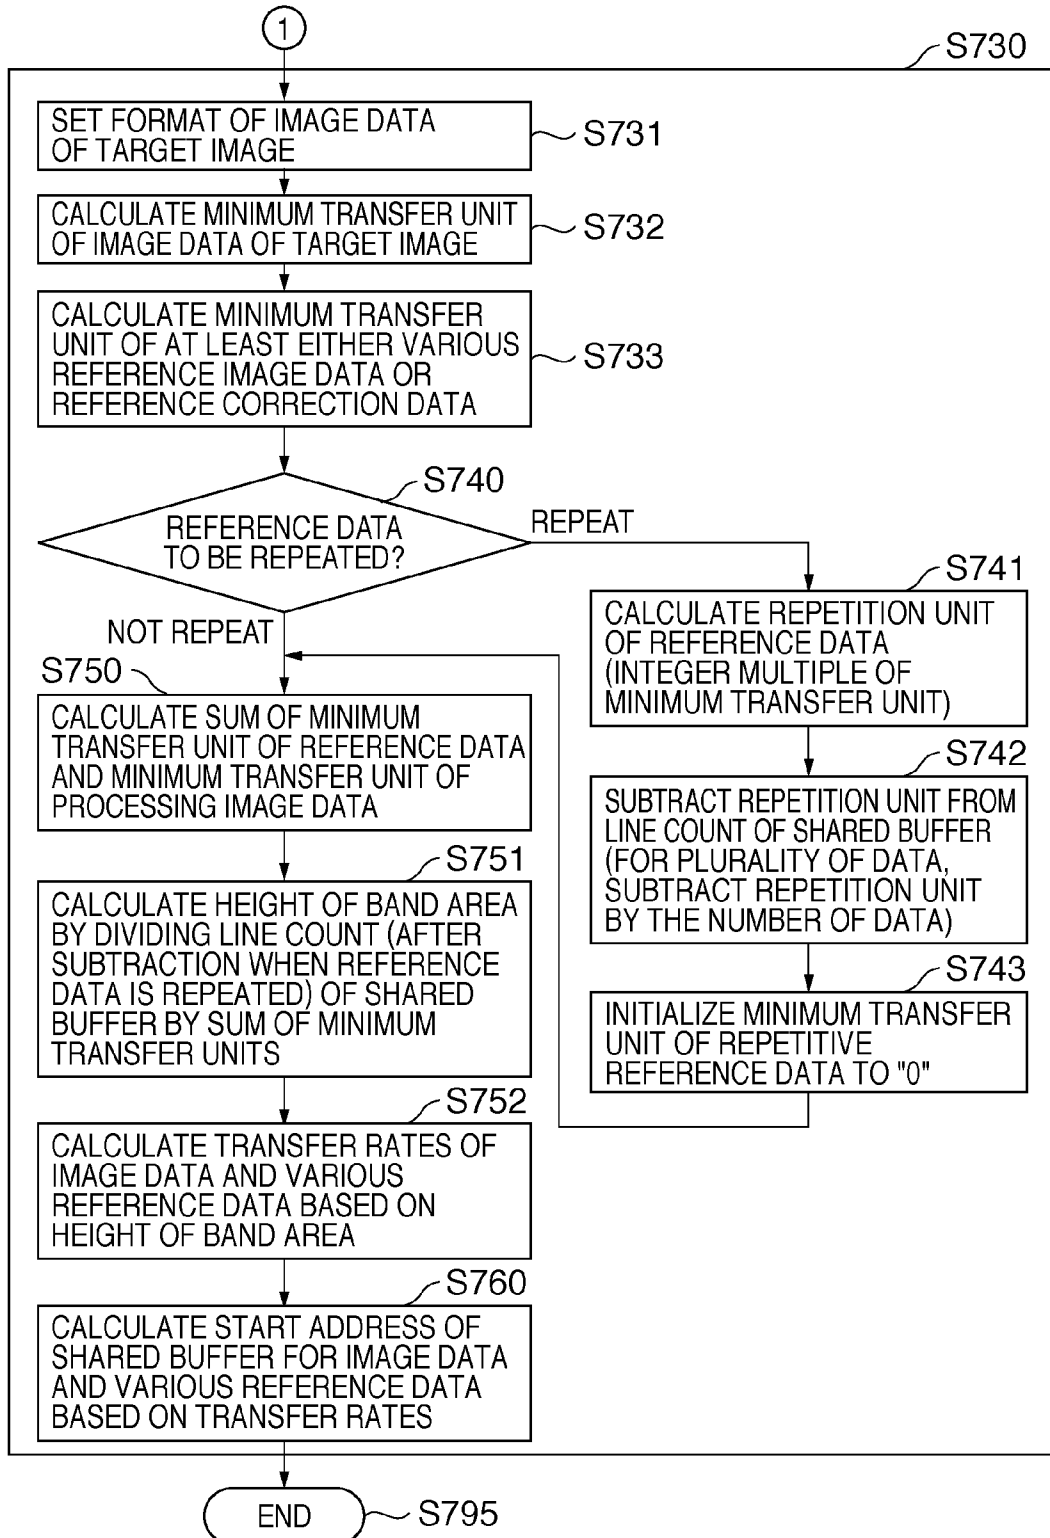 1
S730
SET FORMAT OF IMAGE DATA
OF TARGET IMAGE
S731
CALCULATE MINIMUM TRANSFER UNIT
OF IMAGE DATA OF TARGET IMAGE
S732
CALCULATE MINIMUM TRANSFER
UNIT OF AT LEAST EITHER VARIOUS
REFERENCE IMAGE DATA OR
REFERENCE CORRECTION DATA
S733
S740
REFERENCE DATA
TO BE REPEATED?
REPEAT
NOT REPEAT
S741
CALCULATE REPETITION UNIT
OF REFERENCE DATA
(INTEGER MULTIPLE OF
MINIMUM TRANSFER UNIT)
S742
SUBTRACT REPETITION UNIT FROM
LINE COUNT OF SHARED BUFFER
(FOR PLURALITY OF DATA,
SUBTRACT REPETITION UNIT
BY THE NUMBER OF DATA)
S743
INITIALIZE MINIMUM TRANSFER
UNIT OF REPETITIVE
REFERENCE DATA TO "0"
S750
CALCULATE SUM OF MINIMUM
TRANSFER UNIT OF REFERENCE DATA
AND MINIMUM TRANSFER UNIT OF
PROCESSING IMAGE DATA
S751
CALCULATE HEIGHT OF BAND AREA
BY DIVIDING LINE COUNT (AFTER
SUBTRACTION WHEN REFERENCE
DATA IS REPEATED) OF SHARED
BUFFER BY SUM OF MINIMUM
TRANSFER UNITS
S752
CALCULATE TRANSFER RATES OF
IMAGE DATA AND VARIOUS
REFERENCE DATA BASED ON
HEIGHT OF BAND AREA
S760
CALCULATE START ADDRESS OF
SHARED BUFFER FOR IMAGE DATA
AND VARIOUS REFERENCE DATA
BASED ON TRANSFER RATES
END
S795